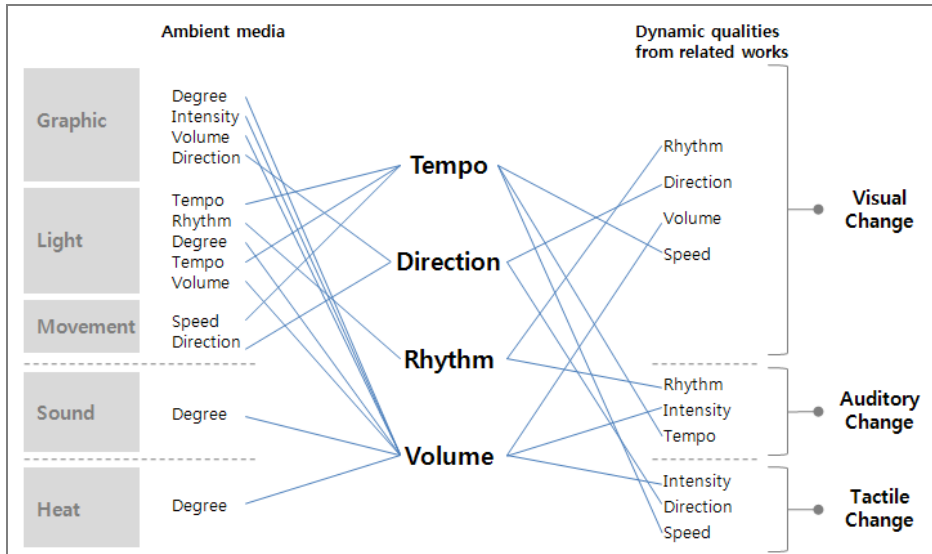 Ambient media
Dynamic qualities
from related works
Graphic
Degree
Intensity
Volume
Direction
Light
Tempo
Rhythm
Degree
Tempo
Volume
Movement
Speed
Direction
Sound
Degree
Heat
Degree
Tempo
Direction
Rhythm
Volume
Rhythm
Direction
Volume
Speed
Visual
Change
Rhythm
Intensity
Tempo
Auditory
Change
Intensity
Direction
Speed
Tactile
Change